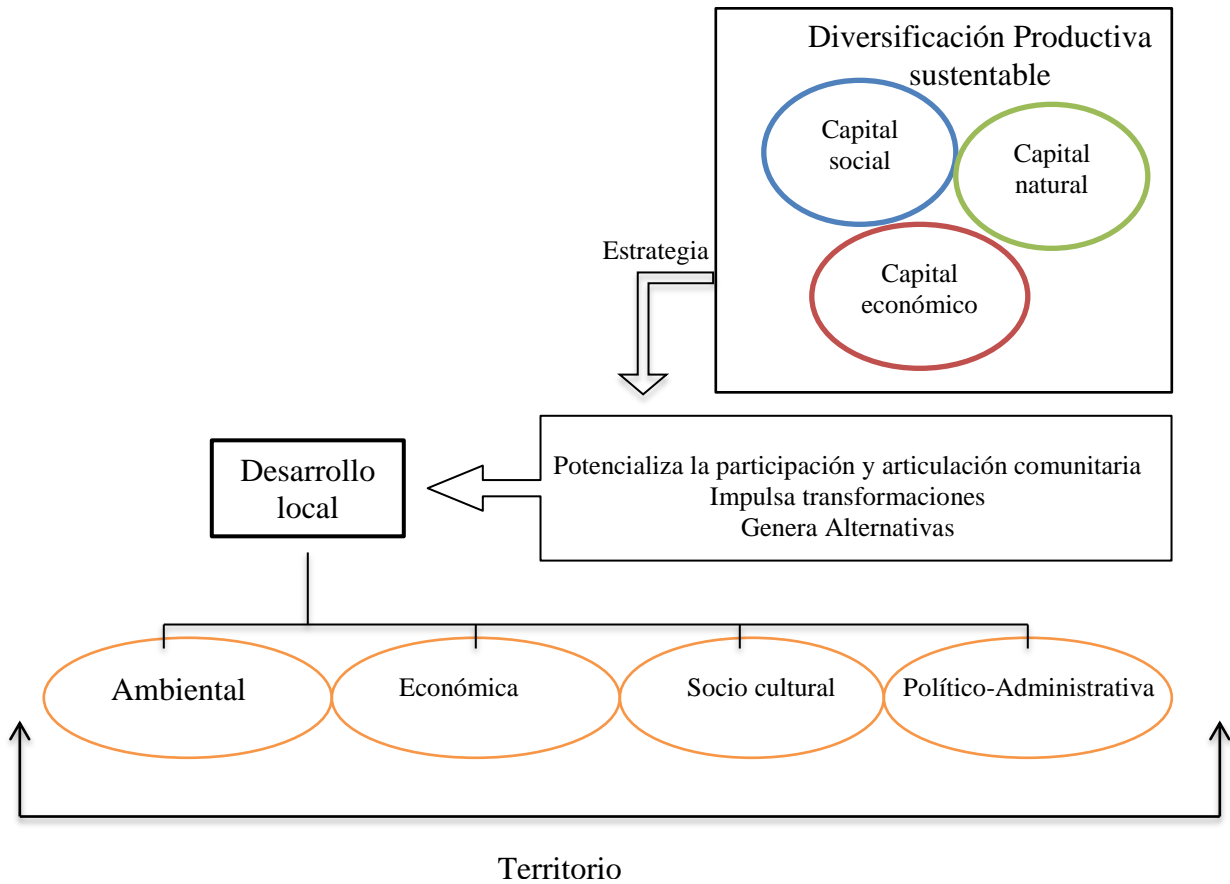 Diversificación Productiva
sustentable
Capital
social
Capital
natural
Estrategia
Capital
económico
Potencializa la participación y articulación comunitaria
Impulsa transformaciones
Genera Alternativas
Desarrollo
local
Ambiental
Económica
Socio cultural
Político-Administrativa
Territorio